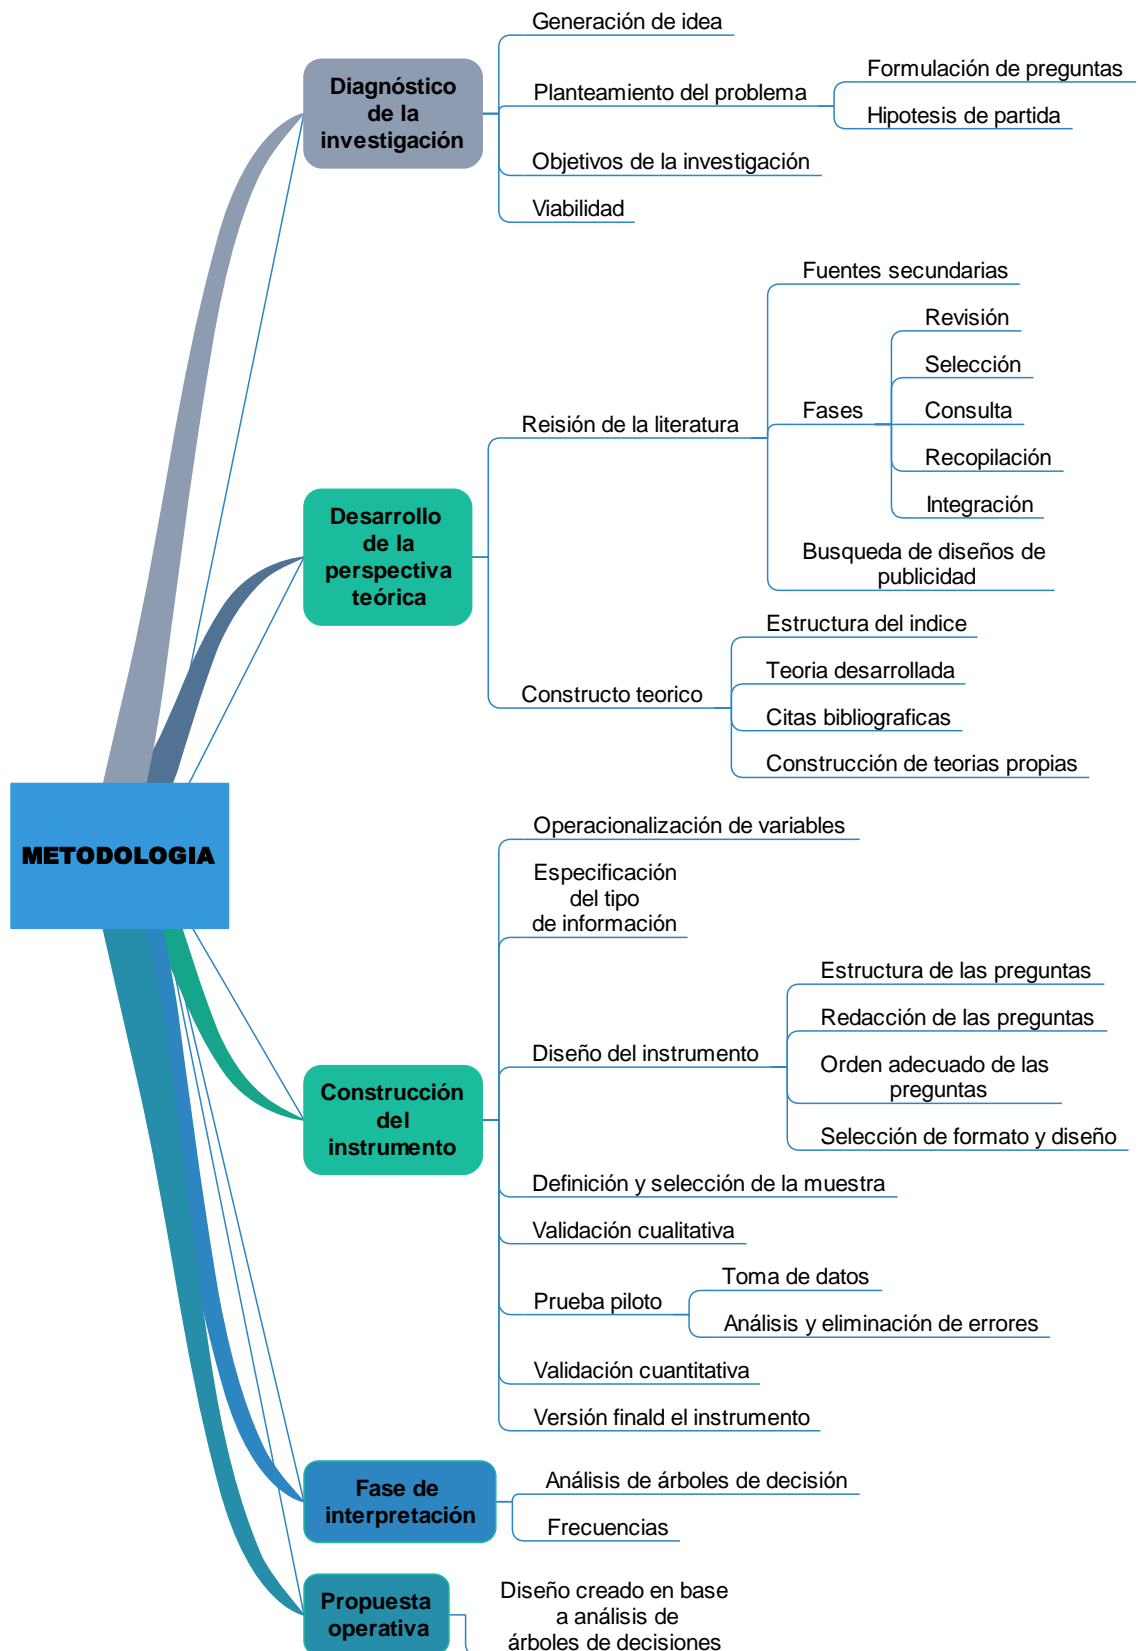 METODOLOGIA
Diagnóstico
de la
investigación
Generación de idea
Planteamiento del problema
Formulación de preguntas
Hipotesis de partida
Objetivos de la investigación
Viabilidad
Desarrollo
de la
perspectiva
teórica
Reisión de la literatura
Fuentes secundarias
Fases
Revisión
Selección
Consulta
Recopilación
Integración
Busqueda de diseños de
publicidad
Constructo teorico
Estructura del indice
Teoria desarrollada
Citas bibliograficas
Construcción de teorias propias
Construcción
del
instrumento
Operacionalización de variables
Especificación
del tipo
de información
Diseño del instrumento
Estructura de las preguntas
Redacción de las preguntas
Orden adecuado de las
preguntas
Selección de formato y diseño
Definición y selección de la muestra
Validación cualitativa
Prueba piloto
Toma de datos
Análisis y eliminación de errores
Validación cuantitativa
Versión finald el instrumento
Fase de
interpretación
Análisis de árboles de decisión
Frecuencias
Propuesta
operativa
Diseño creado en base
a análisis de
árboles de decisiones